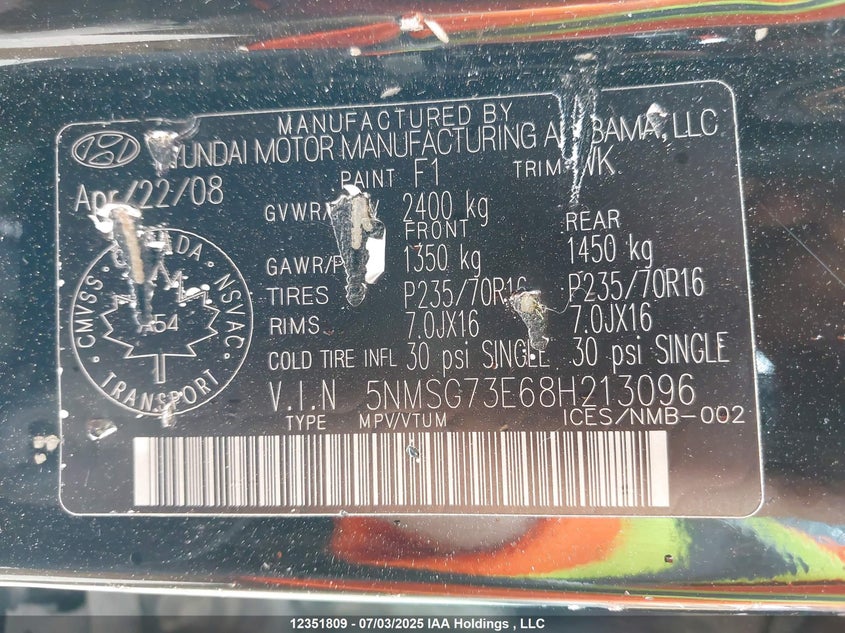 MANUFACTURED BY
HYUNDAI MOTOR MANUFACTURING ALABAMA, LLC
Apr/22/08 PAINT F1 TRIM WK
GVWR/ 2400 kg
FRONT REAR
GAWR/P 1350 kg 1450 kg
TIRES P235/70R16 P235/70R16
RIMS 7.0JX16 7.0JX16
COLD TIRE INFL 30 psi SINGLE 30 psi SINGLE
V.I.N 5NMSG73E68H213096
TYPE MPV/VTUM ICES/NMB-002
CANADA
CMVSS NSVAC
TRANSPORT
12351809 - 07/03/2025 IAA Holdings , LLC